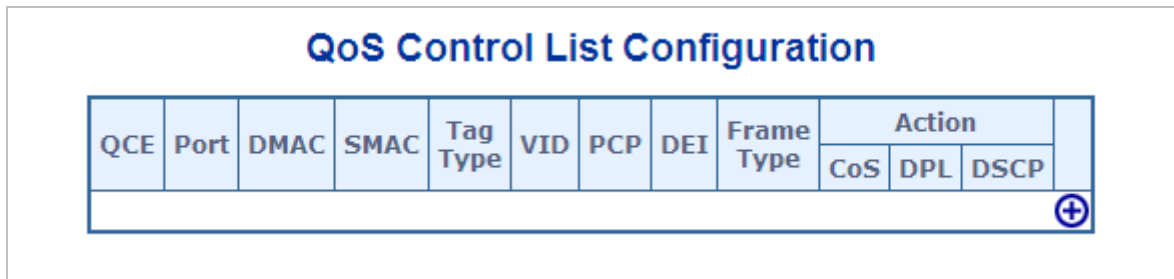 QoS Control List Configuration
QCE Port DMAC SMAC Tag Type VID PCP DEI Frame Type Action
CoS DPL DSCP